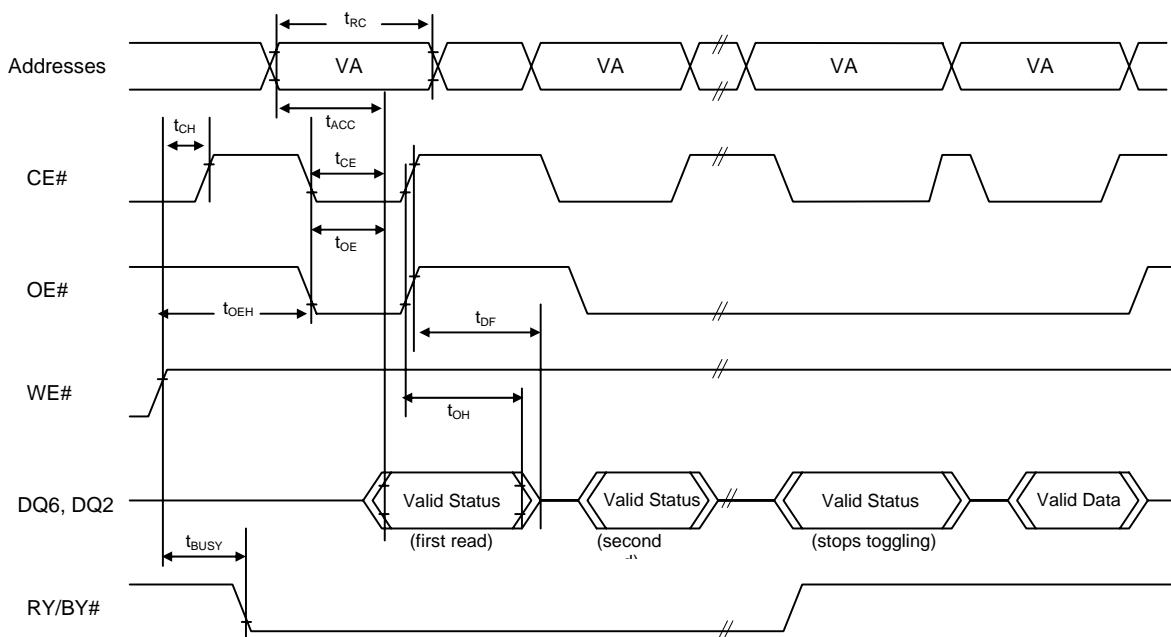 tRC
Addresses VA VA VA VA
tACC
tCH
tCE
CE#
tOE
OE#
tOEH
tDF
WE#
tOH
DQ6, DQ2 Valid Status Valid Status Valid Status Valid Data
(first read) (second (stops toggling)
tBUSY
RY/BY#